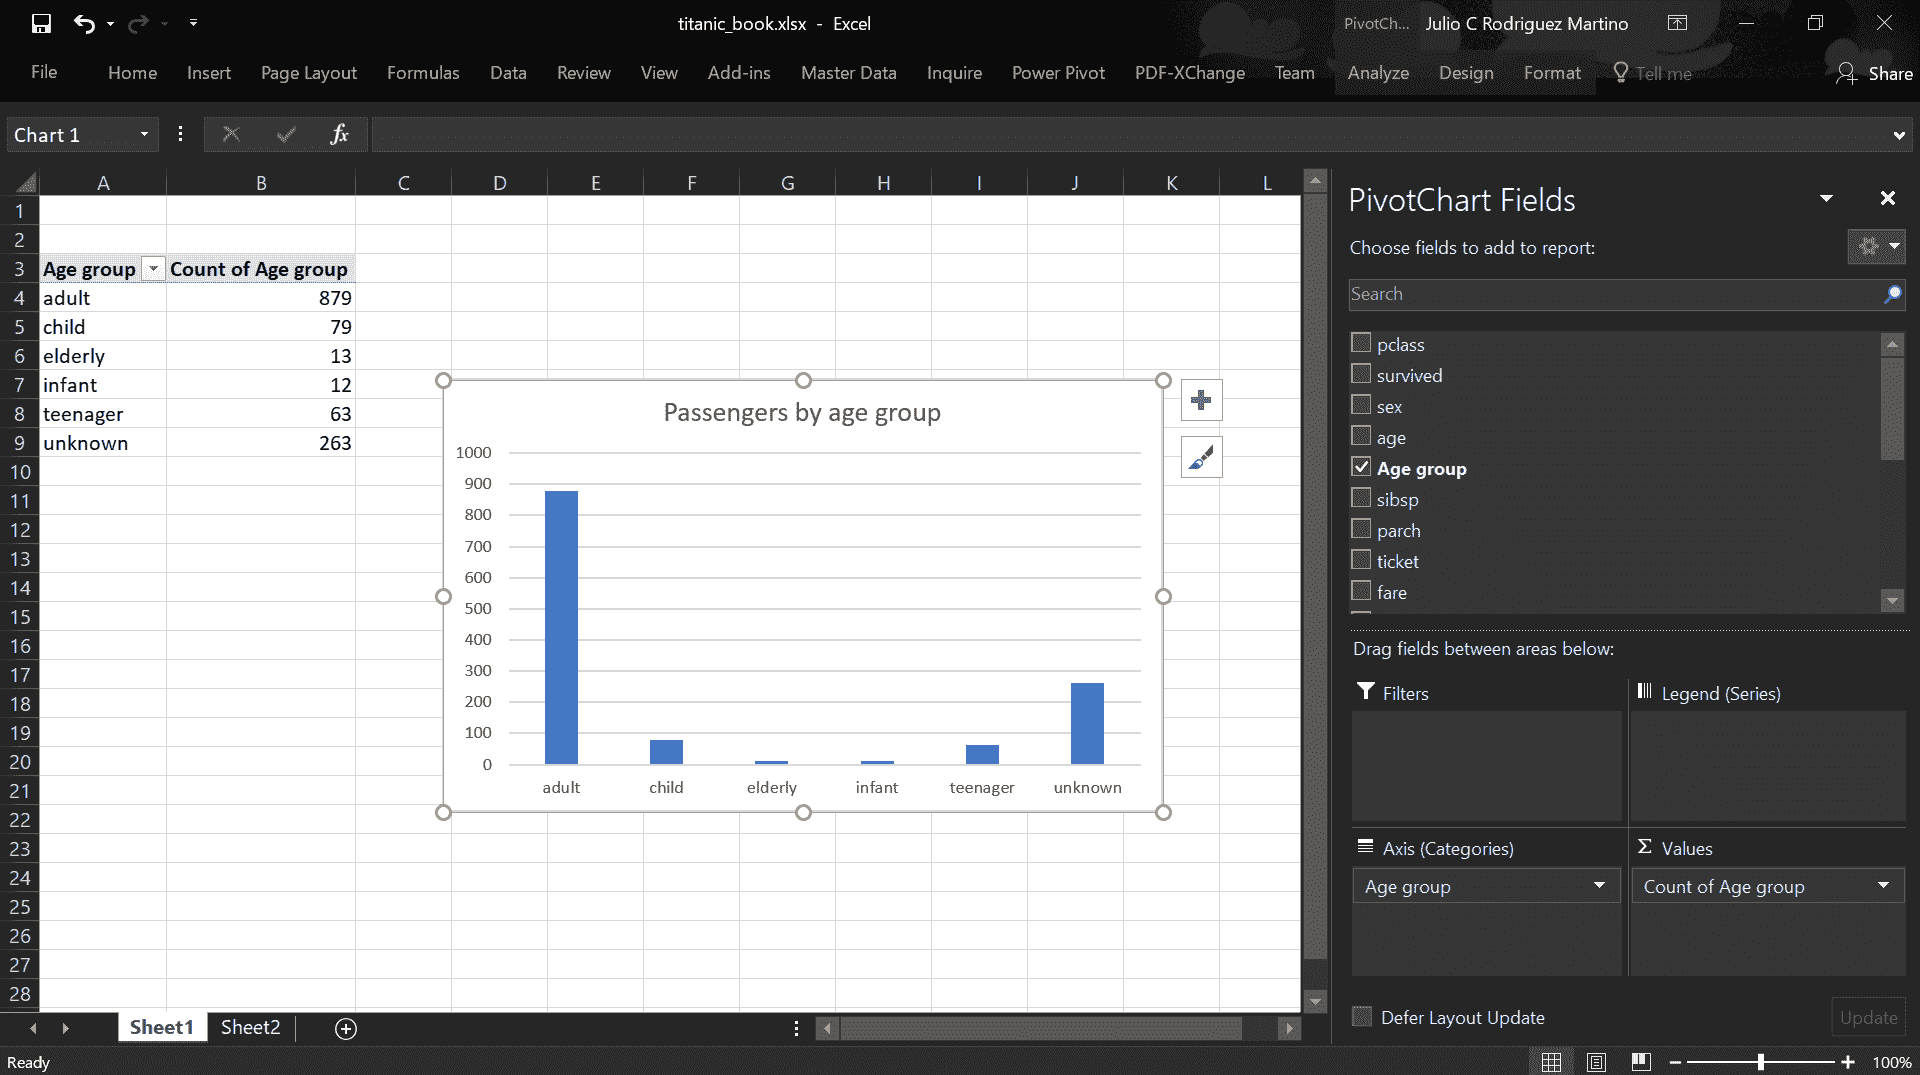 titanic_book.xlsx - Excel
PivotCh... Julio C Rodriguez Martino
File Home Insert Page Layout Formulas Data Review View Add-ins Master Data Inquire Power Pivot PDF-XChange Team Analyze Design Format Tell me Share
Chart 1 fx
A B C D E F G H I J K L
1
2
3 Age group Count of Age group
4 adult 879
5 child 79
6 elderly 13
7 infant 12
8 teenager 63
9 unknown 263
10
11
12
13
14
15
16
17
18
19
20
21
22
23
24
25
26
27
28
Passengers by age group
1000
900
800
700
600
500
400
300
200
100
0
adult child elderly infant teenager unknown
PivotChart Fields
Choose fields to add to report:
Search
pclass
survived
sex
age
Age group
sibsp
parch
ticket
fare
Drag fields between areas below:
Filters Legend (Series)
Axis (Categories) Σ Values
Age group Count of Age group
Defer Layout Update Update
Sheet1 Sheet2
Ready 100%